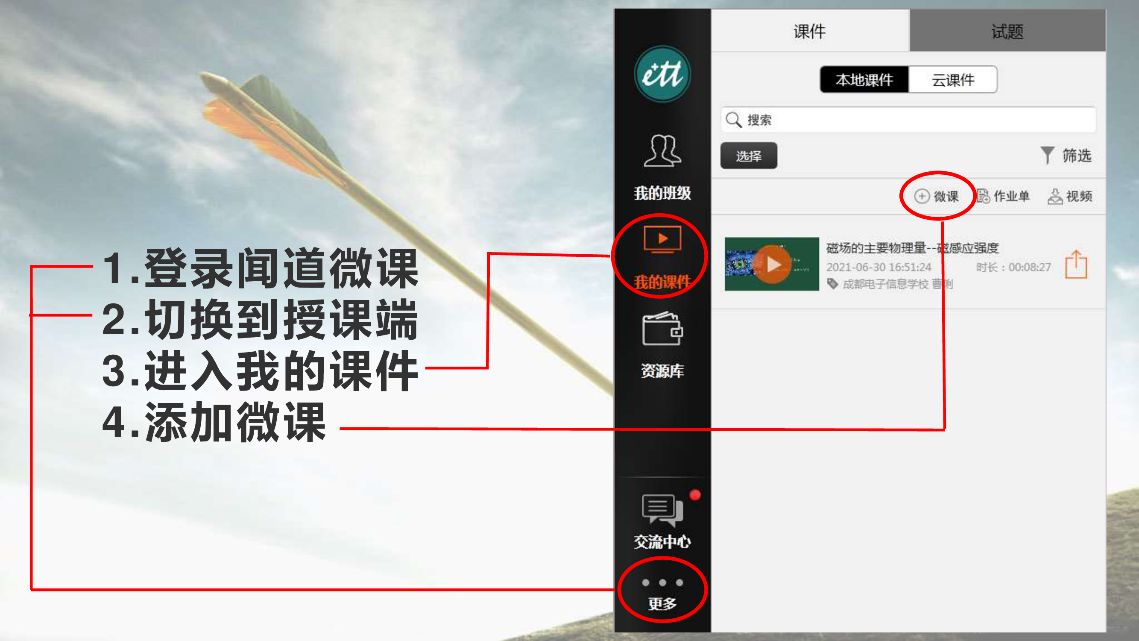 1.登录闻道微课
2.切换到授课端
3.进入我的课件
4.添加微课
ett
我的班级
我的课件
资源库
交流中心
更多
课件
试题
本地课件
云课件
搜索
选择
筛选
微课
作业单
视频
磁场的主要物理量--磁感应强度
2021-06-30 16:51:24
时长：00:08:27
成都电子信息学校 曹利